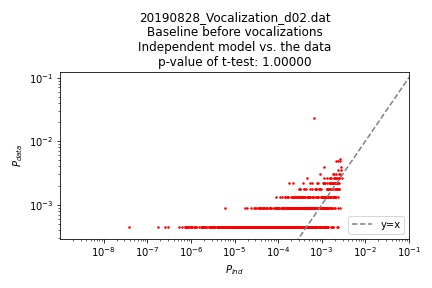 20190828_Vocalization_d02.dat
Baseline before vocalizations
Independent model vs. the data
p-value of t-test: 1.00000
10⁻¹
10⁻²
10⁻³
P_data
y=x
10⁻⁸ 10⁻⁷ 10⁻⁶ 10⁻⁵ 10⁻⁴ 10⁻³ 10⁻² 10⁻¹
P_ind